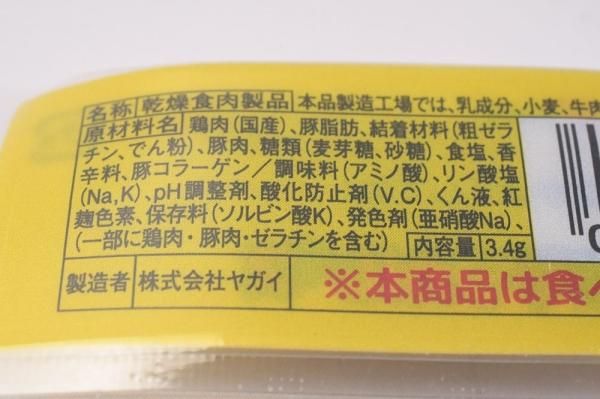 名称 乾燥食肉製品 本品製造工場では、乳成分、小麦、牛肉
原材料名 鶏肉(国産)、豚脂肪、結着材料(粗ゼラ
チン、でん粉)、豚肉、糖類(麦芽糖、砂糖)、食塩、香
辛料、豚コラーゲン/調味料(アミノ酸)、リン酸塩
(Na,K)、pH調整剤、酸化防止剤(V.C)、くん液、紅
麹色素、保存料(ソルビン酸K)、発色剤(亜硝酸Na)、
(一部に鶏肉・豚肉・ゼラチンを含む) 内容量 3.4g
製造者 株式会社ヤガイ ※本商品は食べ